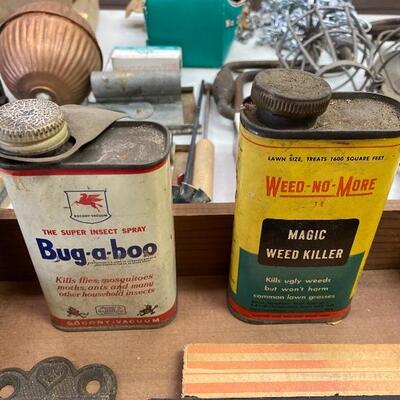 SOCONY-VACUUM
THE SUPER INSECT SPRAY
Bug-a-boo
Kills flies, mosquitoes
moths, ants and many
other household insects
SOCONY-VACUUM
LAWN SIZE, TREATS 1600 SQUARE FEET
WEED-NO-MORE
MAGIC
WEED KILLER
Kills ugly weeds
but won't harm
common lawn grasses